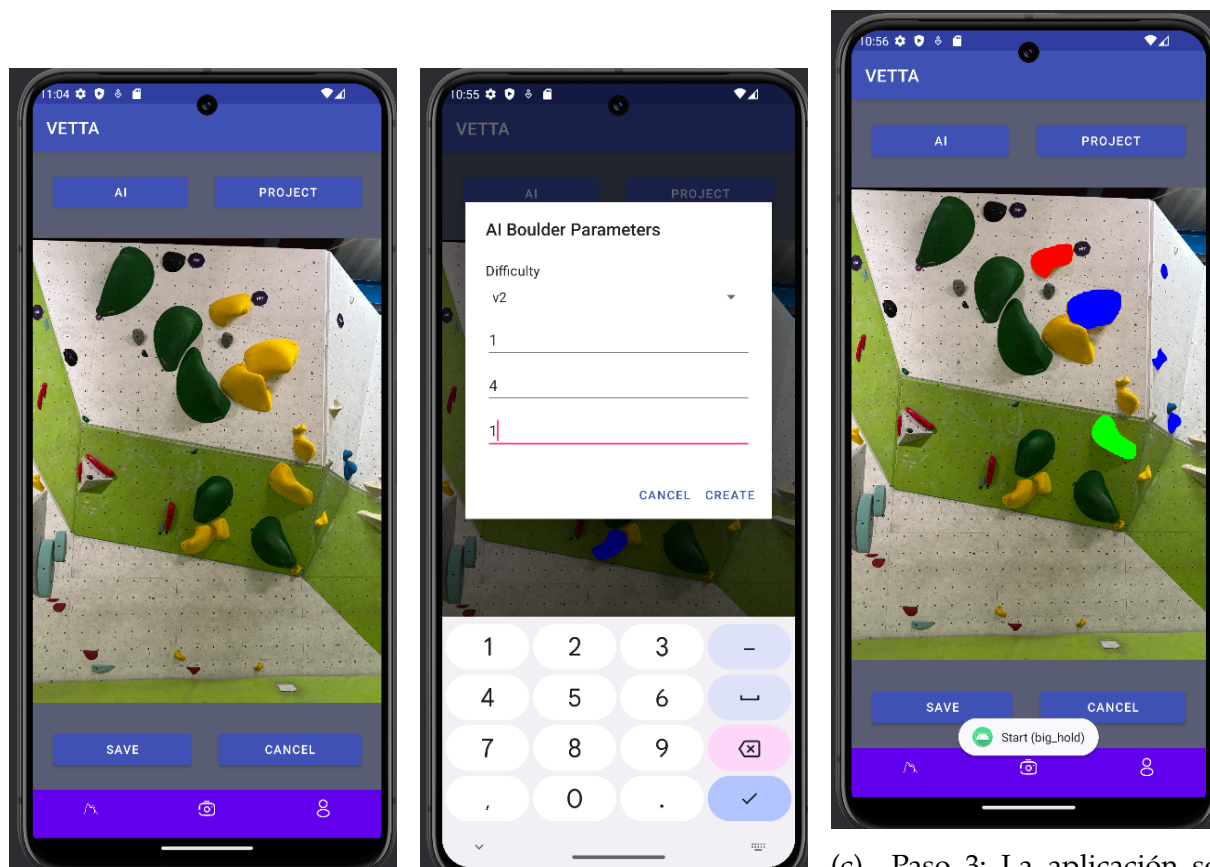 11:04
VETTA
AI PROJECT
SAVE CANCEL
10:55
VETTA
AI PROJECT
AI Boulder Parameters
Difficulty
v2
1
4
1
CANCEL CREATE
1 2 3 –
4 5 6
7 8 9
, 0 .
10:56
VETTA
AI PROJECT
SAVE CANCEL
Start (big_hold)
(c) Paso 3: La aplicación se